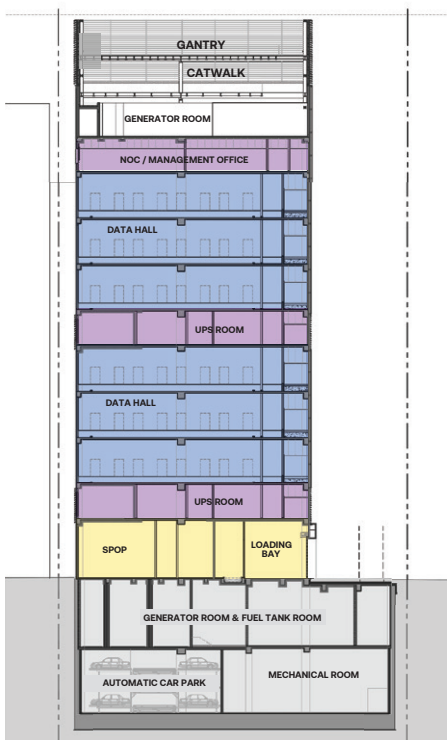 GANTRY
CATWALK
GENERATOR ROOM
NOC / MANAGEMENT OFFICE
DATA HALL
UPS ROOM
DATA HALL
UPS ROOM
SPOP
LOADING
BAY
GENERATOR ROOM & FUEL TANK ROOM
AUTOMATIC CAR PARK
MECHANICAL ROOM